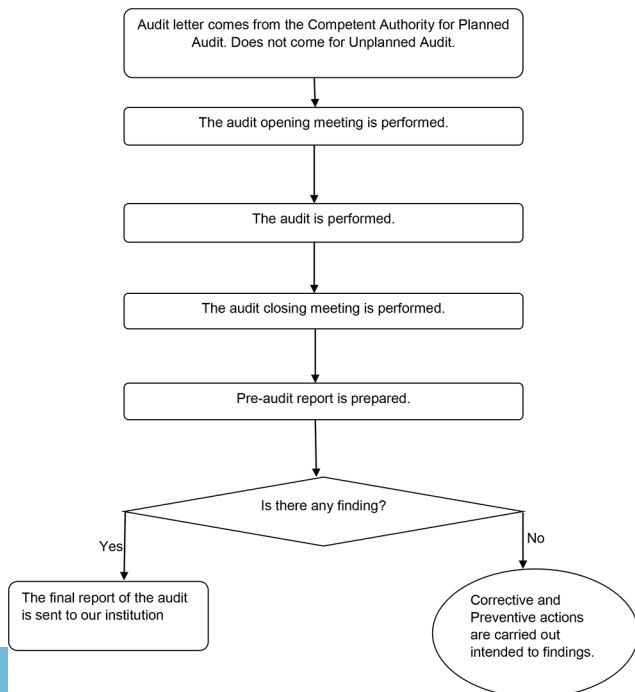 Audit letter comes from the Competent Authority for Planned
Audit. Does not come for Unplanned Audit.
The audit opening meeting is performed.
The audit is performed.
The audit closing meeting is performed.
Pre-audit report is prepared.
Is there any finding?
Yes
No
The final report of the audit
is sent to our institution
Corrective and
Preventive actions
are carried out
intended to findings.